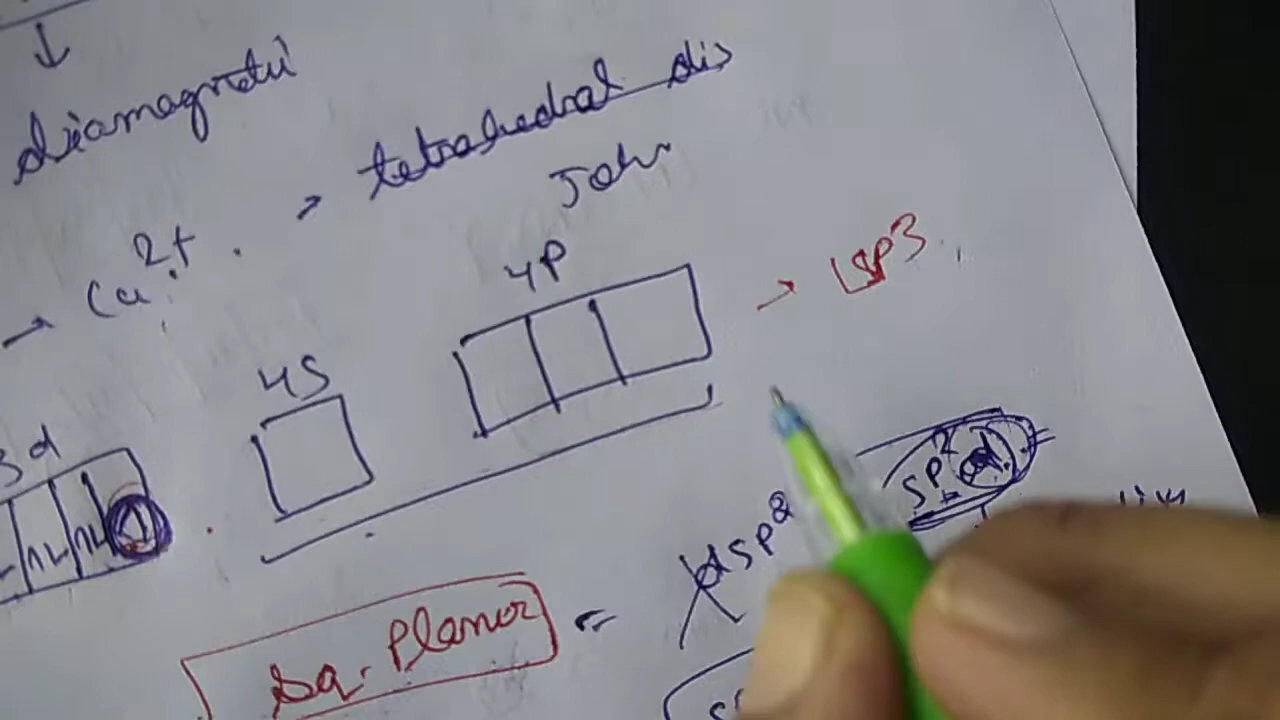 ↓
diamagnetic
→ Cu²⁺. → tetrahedral dis
John
3d 4S 4P → sp3
dsp² sp²d
Sq. Planar =